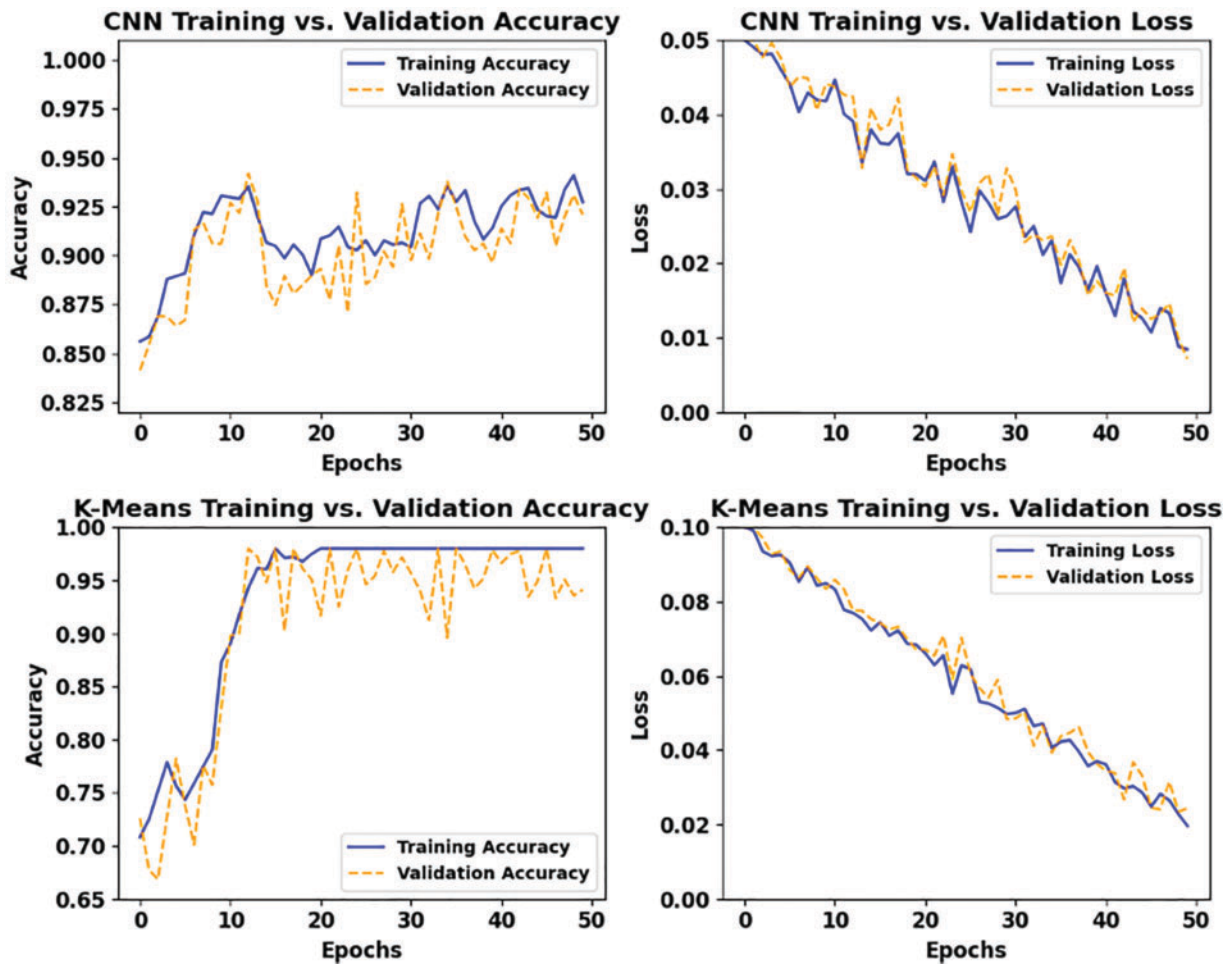 CNN Training vs. Validation Accuracy
1.000
0.975
0.950
0.925
0.900
0.875
0.850
0.825
Accuracy
Training Accuracy
Validation Accuracy
0 10 20 30 40 50
Epochs
CNN Training vs. Validation Loss
0.05
0.04
0.03
0.02
0.01
0.00
Loss
Training Loss
Validation Loss
0 10 20 30 40 50
Epochs
K-Means Training vs. Validation Accuracy
1.00
0.95
0.90
0.85
0.80
0.75
0.70
0.65
Accuracy
Training Accuracy
Validation Accuracy
0 10 20 30 40 50
Epochs
K-Means Training vs. Validation Loss
0.10
0.08
0.06
0.04
0.02
0.00
Loss
Training Loss
Validation Loss
0 10 20 30 40 50
Epochs